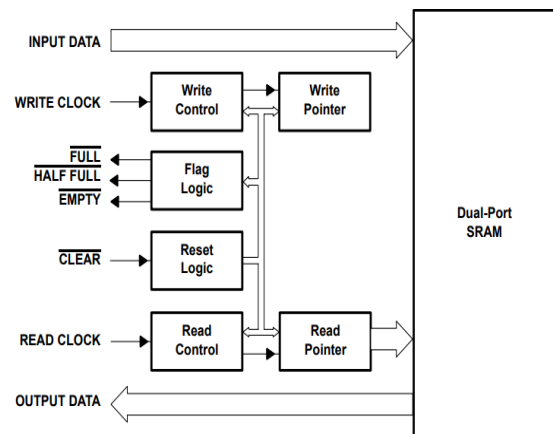 INPUT DATA
WRITE CLOCK
Write
Control
Write
Pointer
FULL
HALF FULL
EMPTY
Flag
Logic
Dual-Port
SRAM
CLEAR
Reset
Logic
READ CLOCK
Read
Control
Read
Pointer
OUTPUT DATA